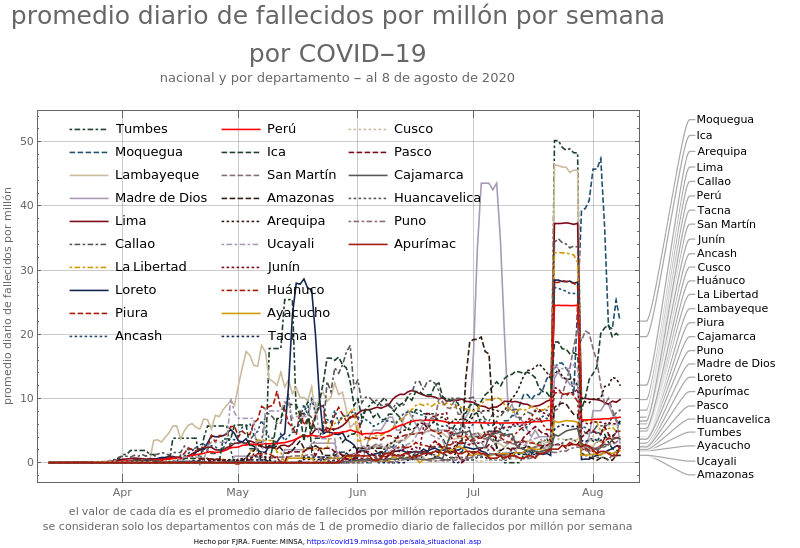 promedio diario de fallecidos por millón por semana
por COVID−19
nacional y por departamento − al 8 de agosto de 2020
promedio diario de fallecidos por millón
50
40
30
20
10
0
Apr
May
Jun
Jul
Aug
Tumbes
Moquegua
Lambayeque
Madre de Dios
Lima
Callao
La Libertad
Loreto
Piura
Ancash
Perú
Ica
San Martín
Amazonas
Arequipa
Ucayali
Junín
Huánuco
Ayacucho
Tacna
Cusco
Pasco
Cajamarca
Huancavelica
Puno
Apurímac
Moquegua
Ica
Arequipa
Lima
Callao
Perú
Tacna
San Martín
Junín
Ancash
Cusco
Huánuco
La Libertad
Lambayeque
Piura
Cajamarca
Puno
Madre de Dios
Loreto
Apurímac
Pasco
Huancavelica
Tumbes
Ayacucho
Ucayali
Amazonas
el valor de cada día es el promedio diario de fallecidos por millón reportados durante una semana
se consideran solo los departamentos con más de 1 de promedio diario de fallecidos por millón por semana
Hecho por FJRA. Fuente: MINSA, https://covid19.minsa.gob.pe/sala_situacional.asp